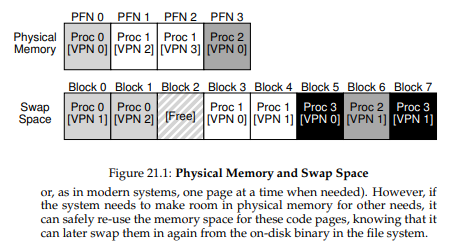 PFN 0 PFN 1 PFN 2 PFN 3
Physical Memory
Proc 0 [VPN 0] Proc 1 [VPN 2] Proc 1 [VPN 3] Proc 2 [VPN 0]
Block 0 Block 1 Block 2 Block 3 Block 4 Block 5 Block 6 Block 7
Swap Space
Proc 0 [VPN 1] Proc 0 [VPN 2] [Free] Proc 1 [VPN 0] Proc 1 [VPN 1] Proc 3 [VPN 0] Proc 2 [VPN 1] Proc 3 [VPN 1]
Figure 21.1: Physical Memory and Swap Space
or, as in modern systems, one page at a time when needed). However, if
the system needs to make room in physical memory for other needs, it
can safely re-use the memory space for these code pages, knowing that it
can later swap them in again from the on-disk binary in the file system.